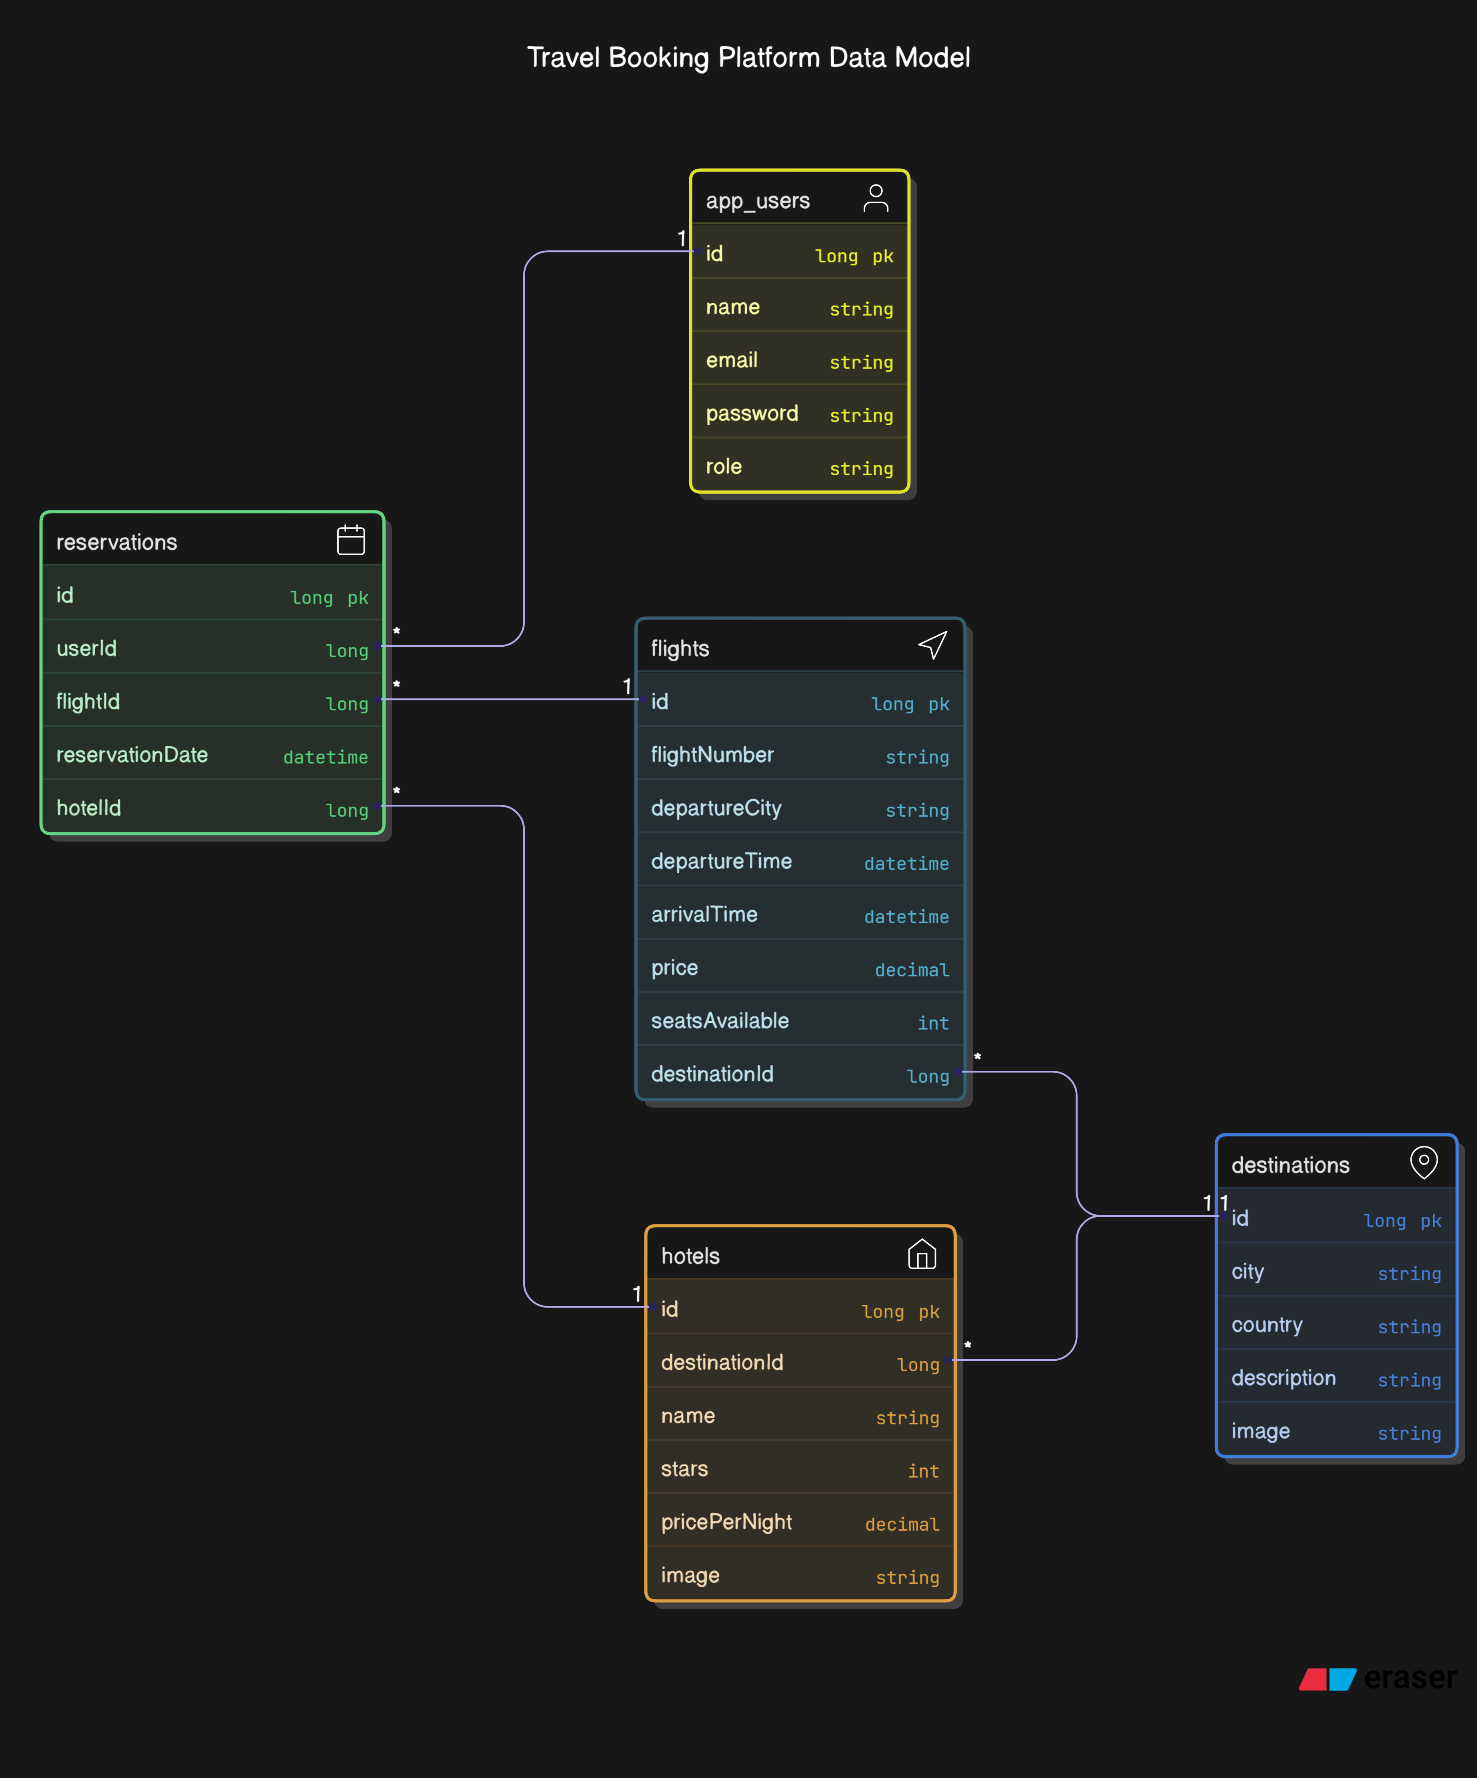 Travel Booking Platform Data Model
app_users
1
id long pk
name string
email string
password string
role string
reservations
id long pk
userId long
*
flightId long
*
reservationDate datetime
hotelId long
*
flights
1
id long pk
flightNumber string
departureCity string
departureTime datetime
arrivalTime datetime
price decimal
seatsAvailable int
destinationId long
*
destinations
1 1
id long pk
city string
country string
description string
image string
hotels
1
id long pk
destinationId long
*
name string
stars int
pricePerNight decimal
image string
eraser